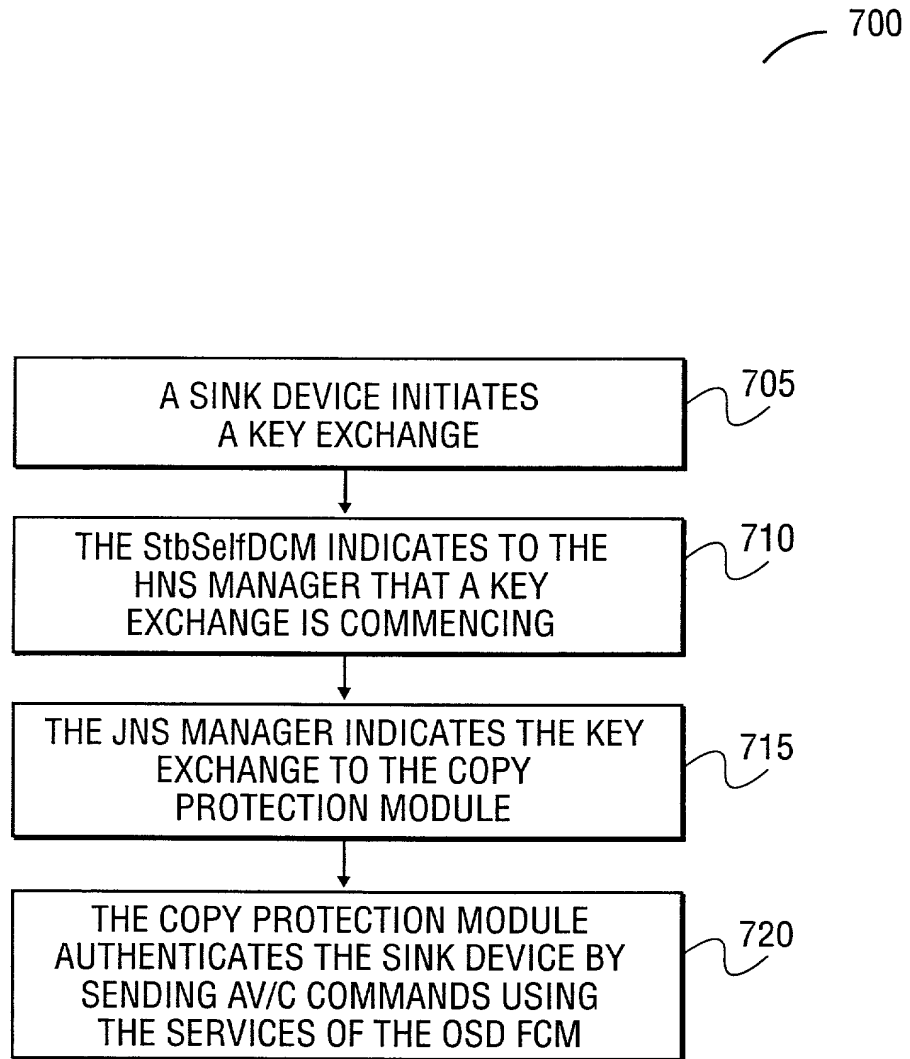 700
A SINK DEVICE INITIATES
A KEY EXCHANGE
705
THE StbSelfDCM INDICATES TO THE
HNS MANAGER THAT A KEY
EXCHANGE IS COMMENCING
710
THE JNS MANAGER INDICATES THE KEY
EXCHANGE TO THE COPY
PROTECTION MODULE
715
THE COPY PROTECTION MODULE
AUTHENTICATES THE SINK DEVICE BY
SENDING AV/C COMMANDS USING
THE SERVICES OF THE OSD FCM
720